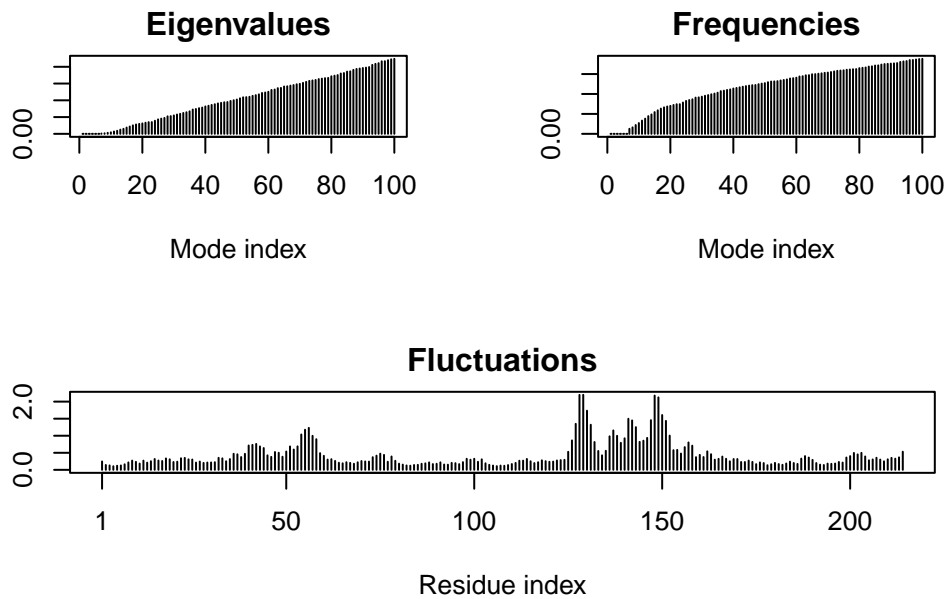 Eigenvalues
0.00
0 20 40 60 80 100
Mode index
Frequencies
0.00
0 20 40 60 80 100
Mode index
Fluctuations
0.0 2.0
1 50 100 150 200
Residue index